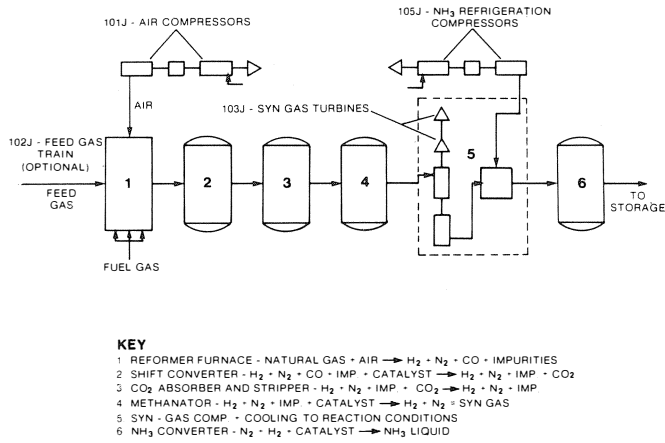 101J - AIR COMPRESSORS
105J - NH₃ REFRIGERATION
COMPRESSORS
AIR
103J - SYN GAS TURBINES
102J - FEED GAS
TRAIN
(OPTIONAL)
FEED
GAS
1
2
3
4
5
6
TO
STORAGE
FUEL GAS
KEY
1 REFORMER FURNACE - NATURAL GAS + AIR → H₂ + N₂ + CO + IMPURITIES
2 SHIFT CONVERTER - H₂ + N₂ + CO + IMP. + CATALYST → H₂ + N₂ + IMP. + CO₂
3 CO₂ ABSORBER AND STRIPPER - H₂ + N₂ + IMP. + CO₂ → H₂ + N₂ + IMP.
4 METHANATOR - H₂ + N₂ + IMP. + CATALYST → H₂ + N₂ = SYN GAS
5 SYN - GAS COMP. + COOLING TO REACTION CONDITIONS
6 NH₃ CONVERTER - N₂ + H₂ + CATALYST → NH₃ LIQUID